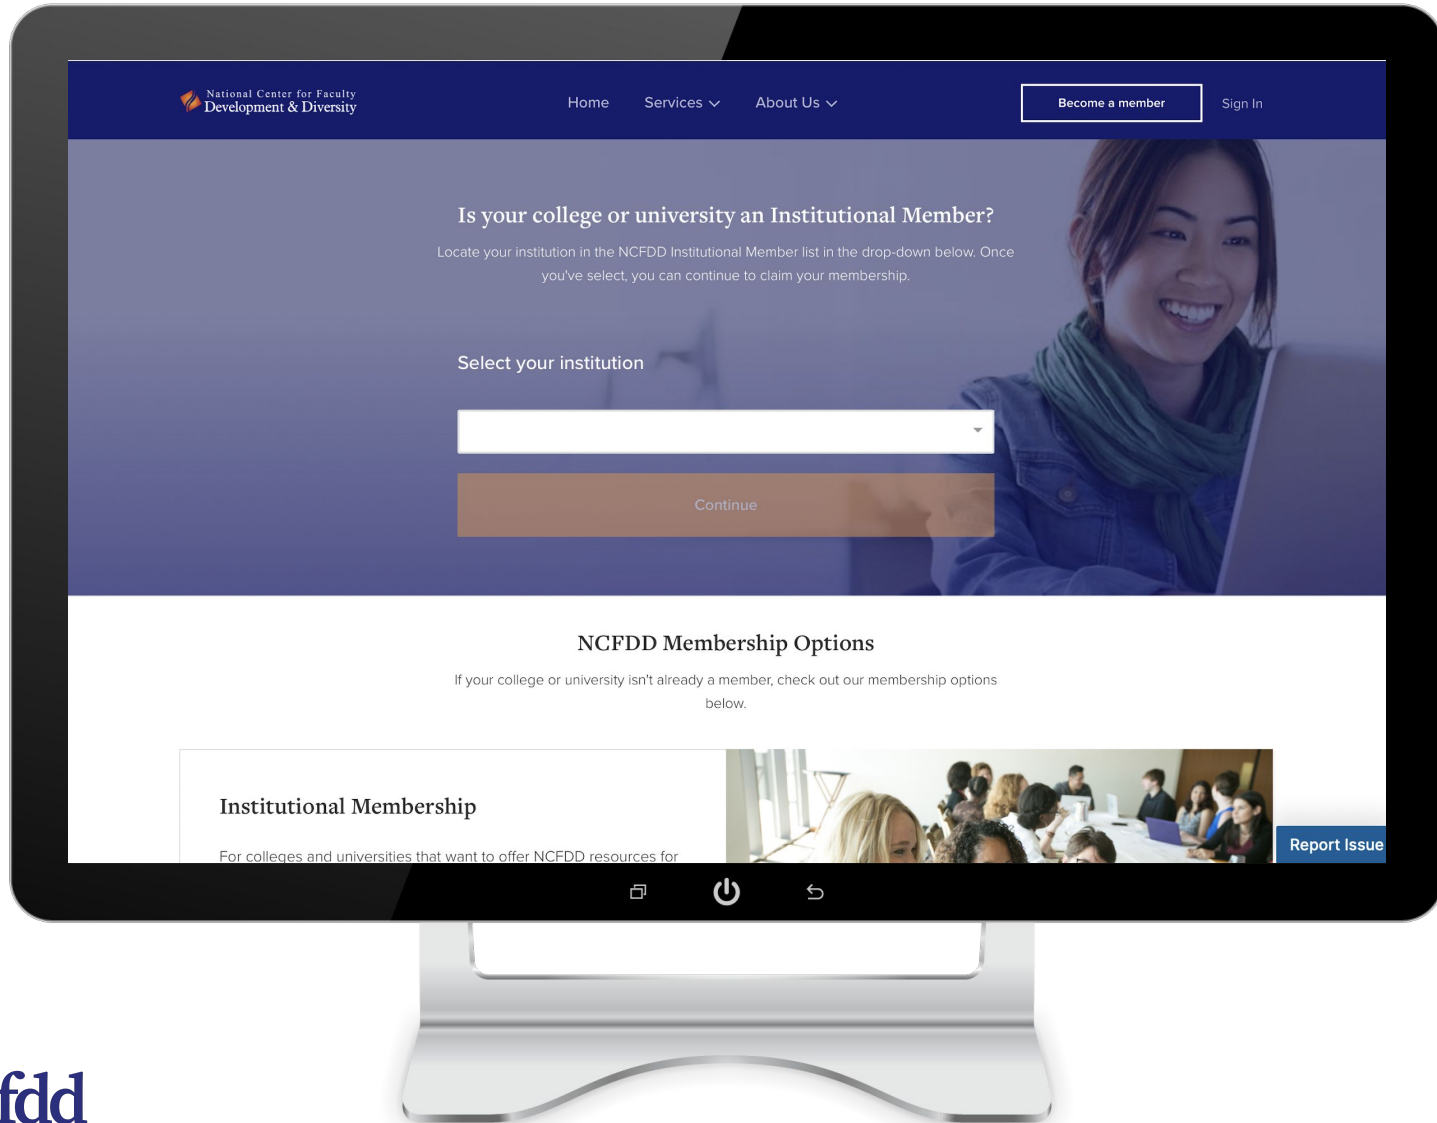 National Center for Faculty
Development & Diversity
Home
Services
About Us
Become a member
Sign In
Is your college or university an Institutional Member?
Locate your institution in the NCFDD Institutional Member list in the drop-down below. Once
you've select, you can continue to claim your membership.
Select your institution
Continue
NCFDD Membership Options
If your college or university isn't already a member, check out our membership options
below.
Institutional Membership
For colleges and universities that want to offer NCFDD resources for
Report Issue
fdd